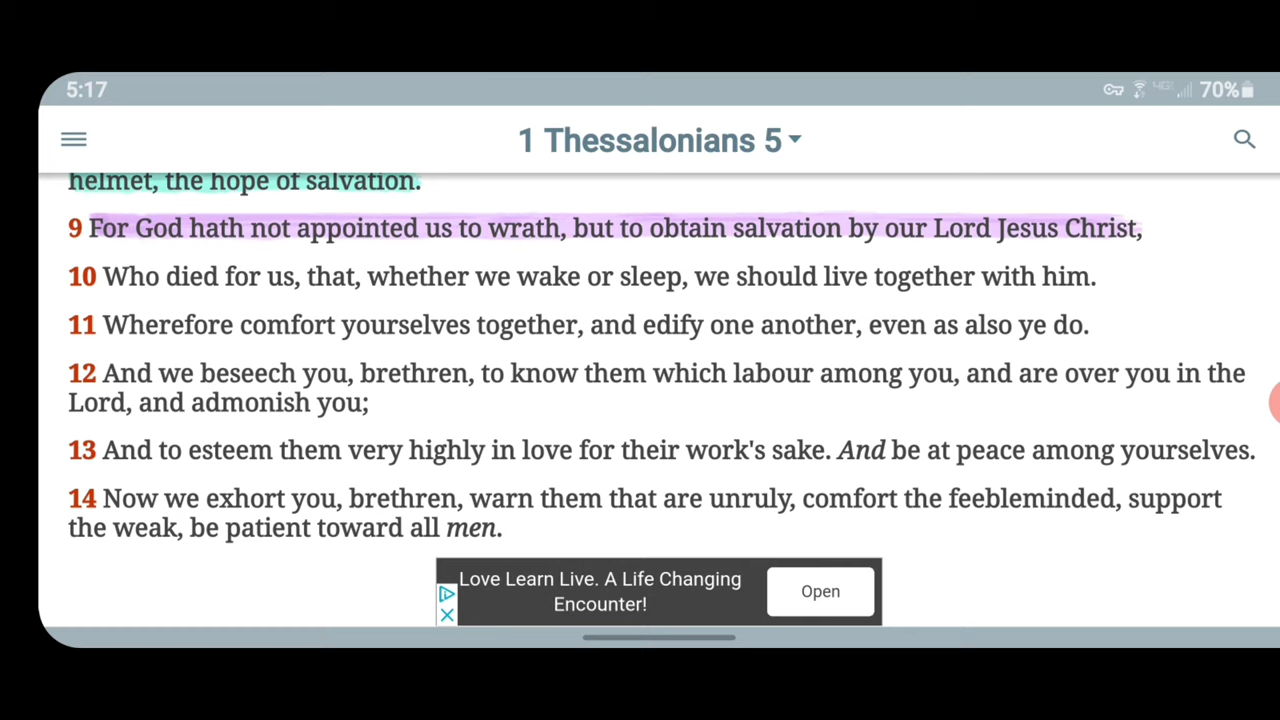 5:17
70%
1 Thessalonians 5
helmet, the hope of salvation.
9 For God hath not appointed us to wrath, but to obtain salvation by our Lord Jesus Christ,
10 Who died for us, that, whether we wake or sleep, we should live together with him.
11 Wherefore comfort yourselves together, and edify one another, even as also ye do.
12 And we beseech you, brethren, to know them which labour among you, and are over you in the
Lord, and admonish you;
13 And to esteem them very highly in love for their work's sake. And be at peace among yourselves.
14 Now we exhort you, brethren, warn them that are unruly, comfort the feebleminded, support
the weak, be patient toward all men.
Love Learn Live. A Life Changing
Encounter!
Open